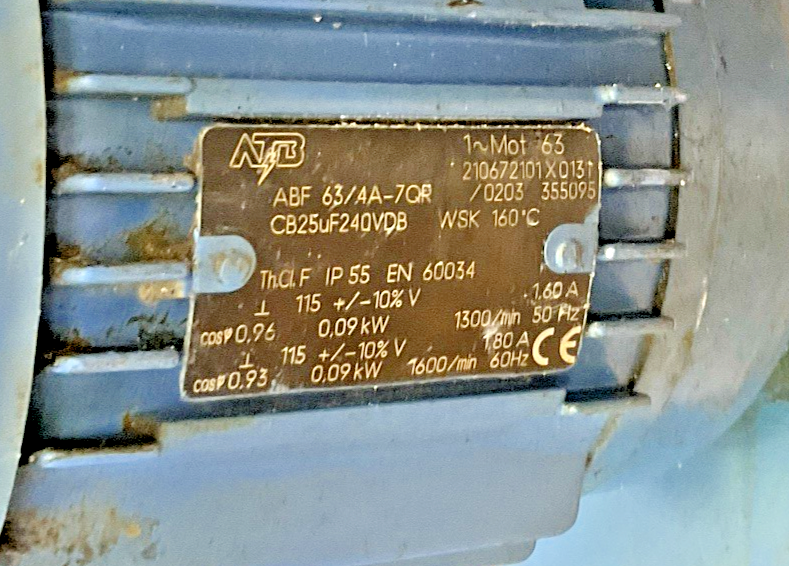 ATB 1~Mot 63
210672101X0131
ABF 63/4A-7QR /0203 355095
CB25uF240VDB WSK 160°C
Th.Cl.F IP 55 EN 60034
⊥ 115 +/-10% V 1,60 A
cosφ 0,96 0,09 kW 1300/min 50 Hz
⊥ 115 +/-10% V 1,80 A
cosφ 0,93 0,09 kW 1600/min 60Hz CE